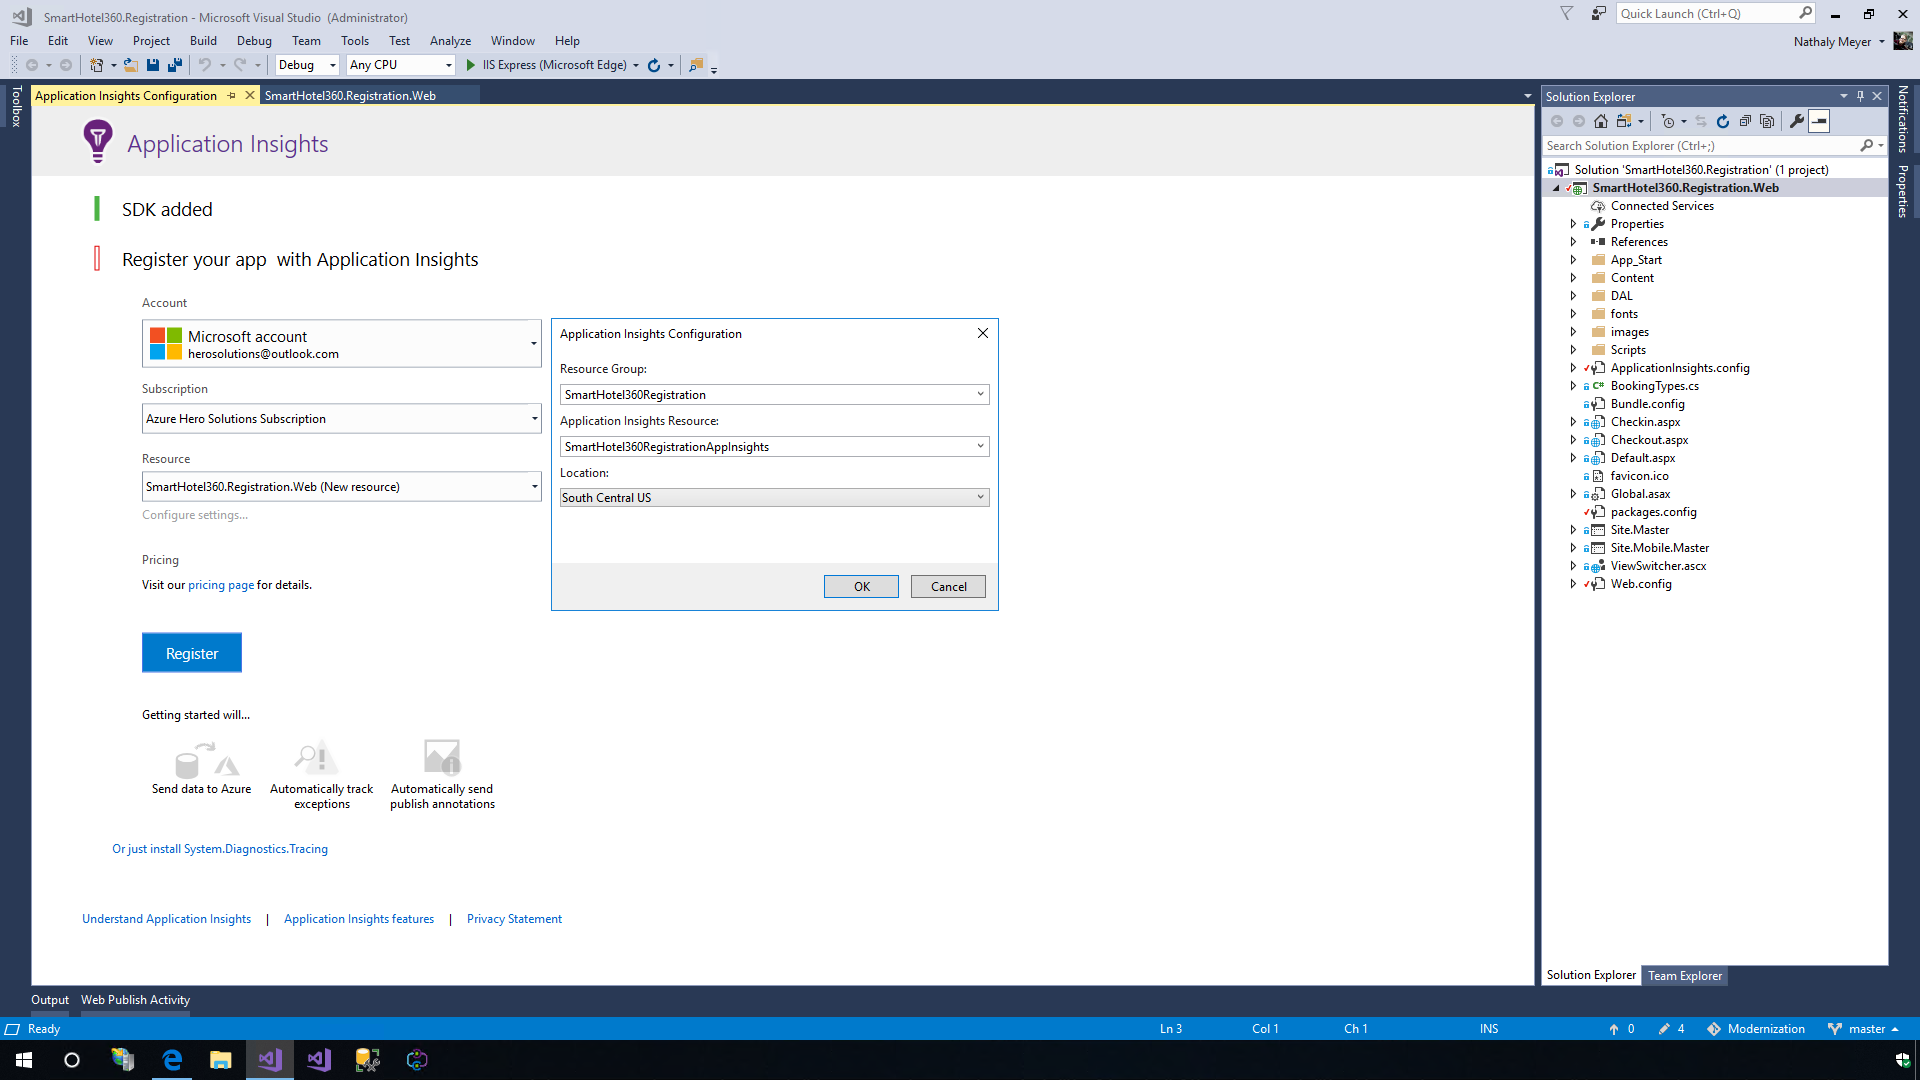 SmartHotel360.Registration - Microsoft Visual Studio (Administrator)
Quick Launch (Ctrl+Q)
File Edit View Project Build Debug Team Tools Test Analyze Window Help
Nathaly Meyer
Debug Any CPU IIS Express (Microsoft Edge)
Toolbox
Application Insights Configuration SmartHotel360.Registration.Web
Application Insights
SDK added
Register your app with Application Insights
Account
Microsoft account
herosolutions@outlook.com
Subscription
Azure Hero Solutions Subscription
Resource
SmartHotel360.Registration.Web (New resource)
Configure settings...
Pricing
Visit our pricing page for details.
Register
Getting started will...
Send data to Azure
Automatically track
exceptions
Automatically send
publish annotations
Or just install System.Diagnostics.Tracing
Understand Application Insights | Application Insights features | Privacy Statement
Application Insights Configuration
Resource Group:
SmartHotel360Registration
Application Insights Resource:
SmartHotel360RegistrationAppInsights
Location:
South Central US
OK Cancel
Solution Explorer
Search Solution Explorer (Ctrl+;)
Solution 'SmartHotel360.Registration' (1 project)
SmartHotel360.Registration.Web
Connected Services
Properties
References
App_Start
Content
DAL
fonts
images
Scripts
ApplicationInsights.config
C# BookingTypes.cs
Bundle.config
Checkin.aspx
Checkout.aspx
Default.aspx
favicon.ico
Global.asax
packages.config
Site.Master
Site.Mobile.Master
ViewSwitcher.ascx
Web.config
Solution Explorer Team Explorer
Notifications
Properties
Output Web Publish Activity
Ready Ln 3 Col 1 Ch 1 INS 0 4 Modernization master